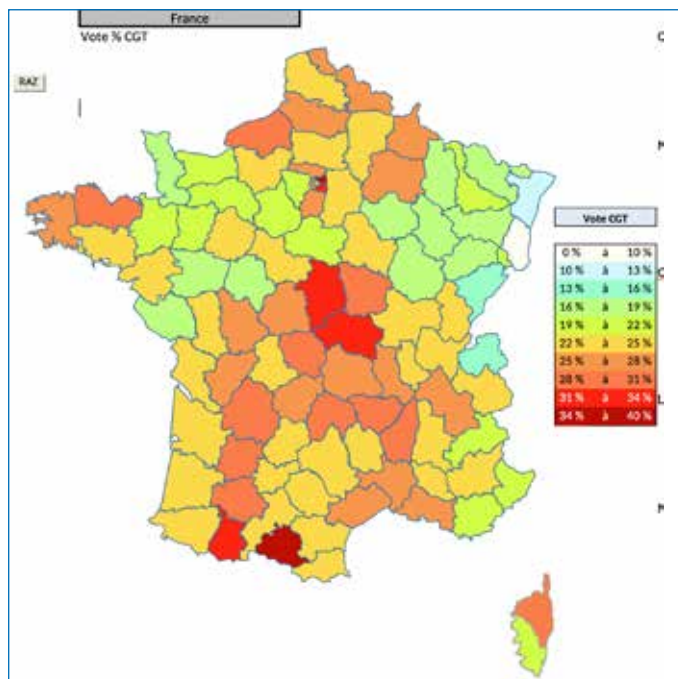 France
Vote % CGT
RAZ
Vote CGT
0 % à 10 %
10 % à 13 %
13 % à 16 %
16 % à 19 %
19 % à 22 %
22 % à 25 %
25 % à 28 %
28 % à 31 %
31 % à 34 %
34 % à 40 %